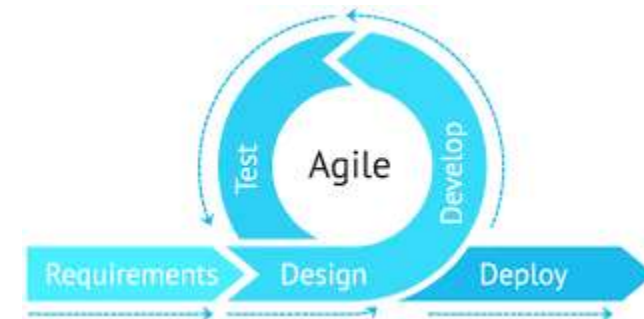 Agile
Test
Develop
Requirements
Design
Deploy